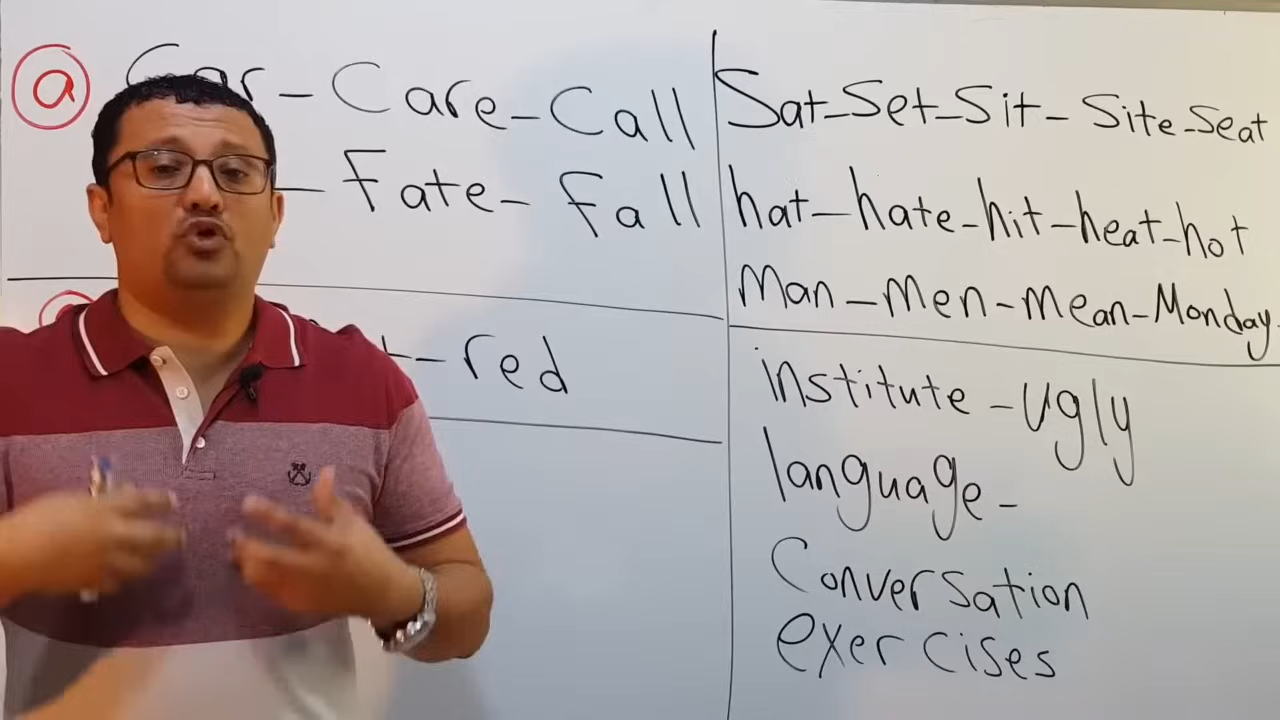 a Car - Care - Call
- Fate - Fall
- red
Sat - Set - Sit - Site - Seat
hat - hate - hit - heat - hot
Man - men - mean - Monday
institute - ugly
language -
Conversation
exercises